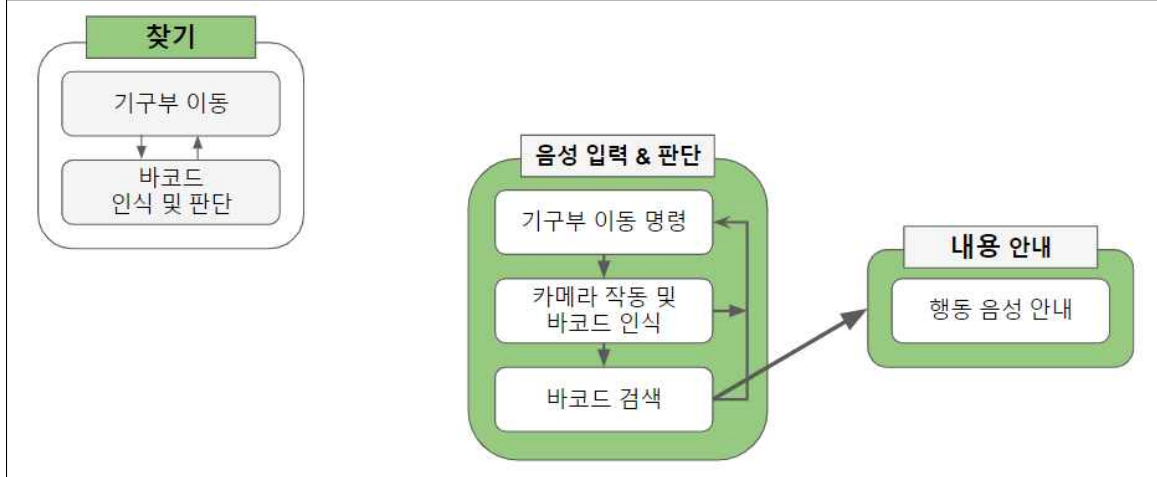 찾기
기구부 이동
바코드
인식 및 판단
음성 입력 & 판단
기구부 이동 명령
카메라 작동 및
바코드 인식
바코드 검색
내용 안내
행동 음성 안내